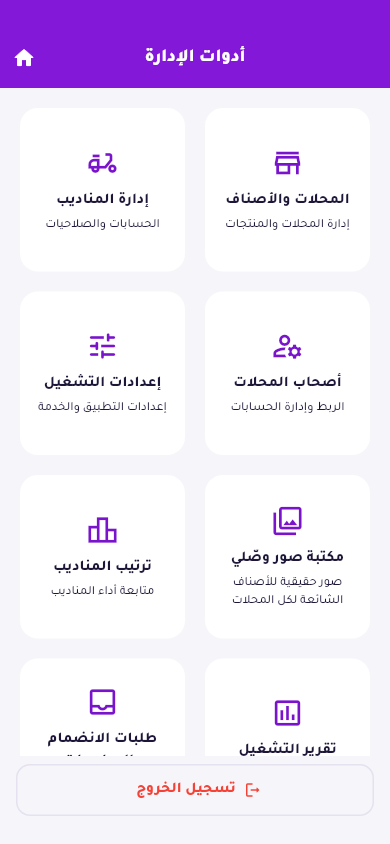 أدوات الإدارة
المحلات والأصناف
إدارة المحلات والمنتجات
إدارة المناديب
الحسابات والصلاحيات
أصحاب المحلات
الربط وإدارة الحسابات
إعدادات التشغيل
إعدادات التطبيق والخدمة
مكتبة صور وصّلي
صور حقيقية للأصناف
الشائعة لكل المحلات
ترتيب المناديب
متابعة أداء المناديب
تقرير التشغيل
طلبات الانضمام
تسجيل الخروج